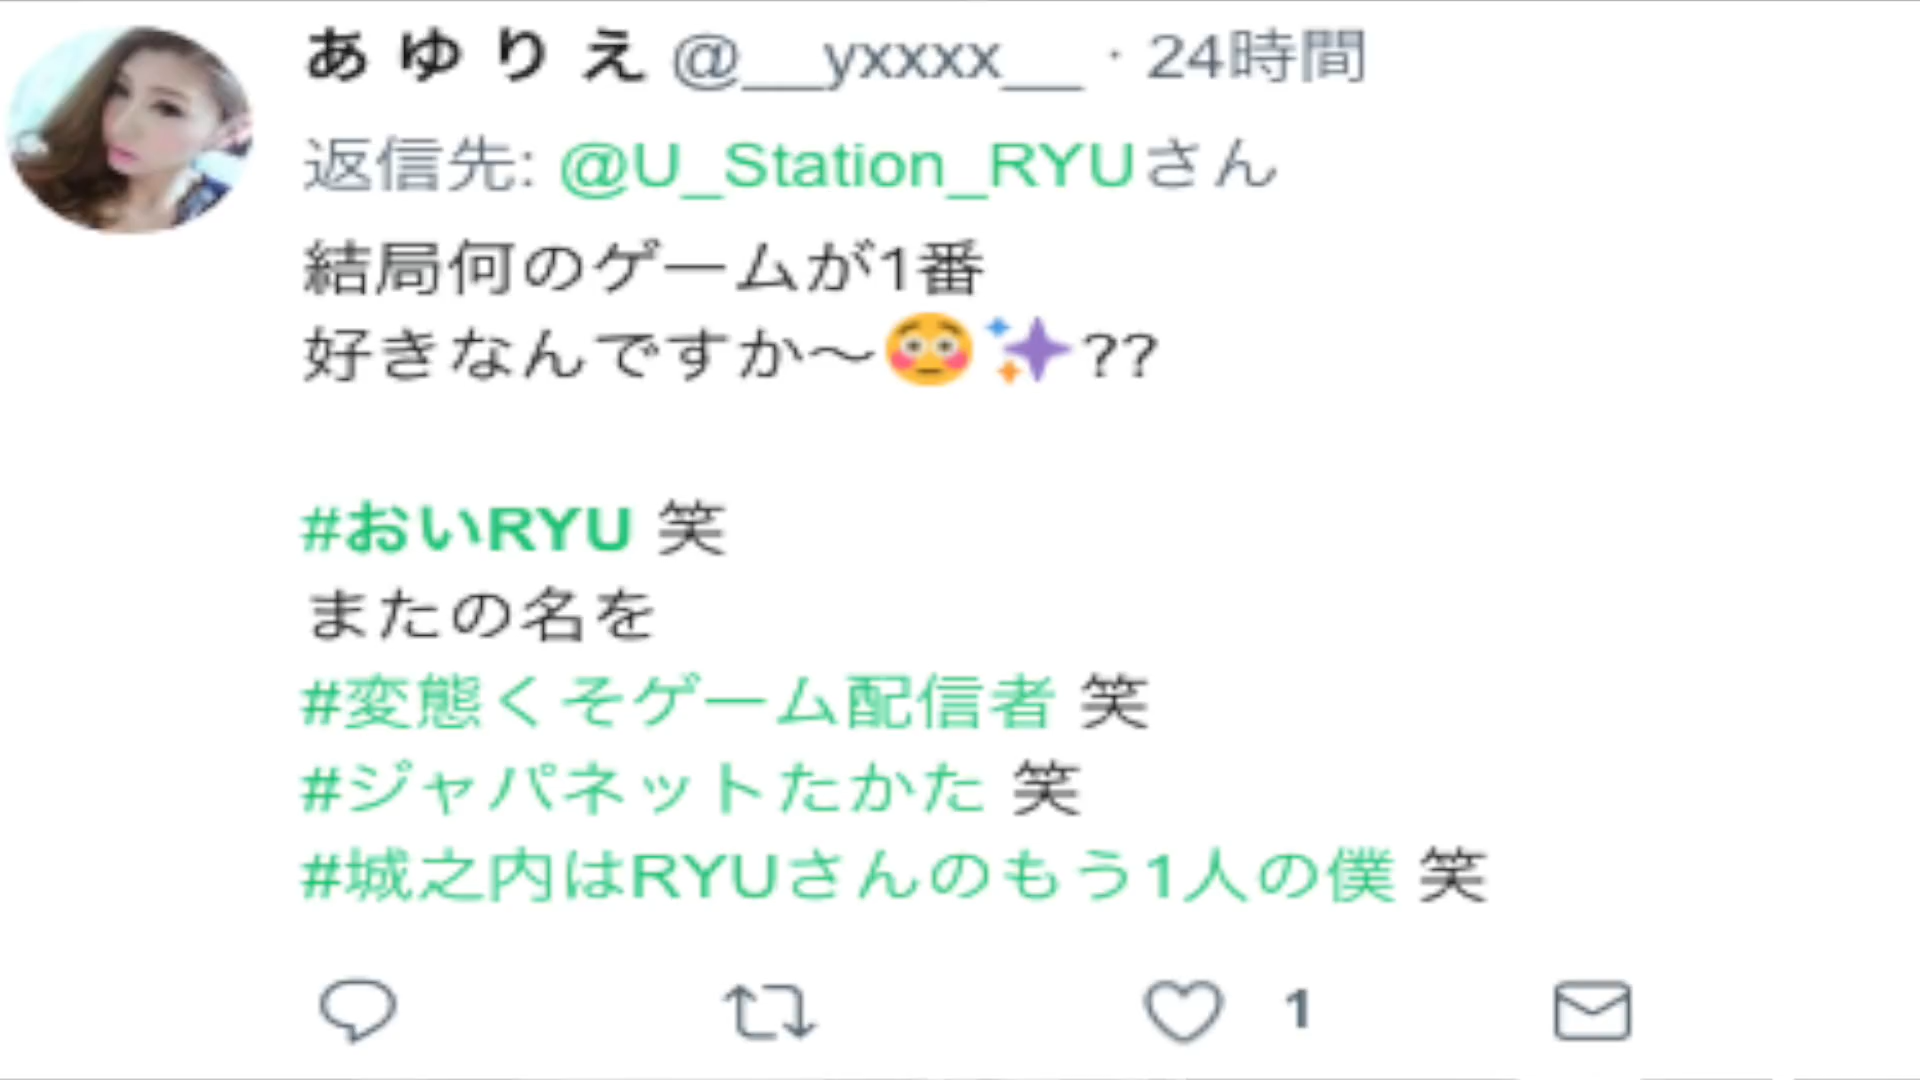 あ ゆ り え @__yxxxx__ · 24時間
返信先: @U_Station_RYUさん
結局何のゲームが1番
好きなんですか〜😳✨??
#おいRYU 笑
またの名を
#変態くそゲーム配信者 笑
#ジャパネットたかた 笑
#城之内はRYUさんのもう1人の僕 笑
1